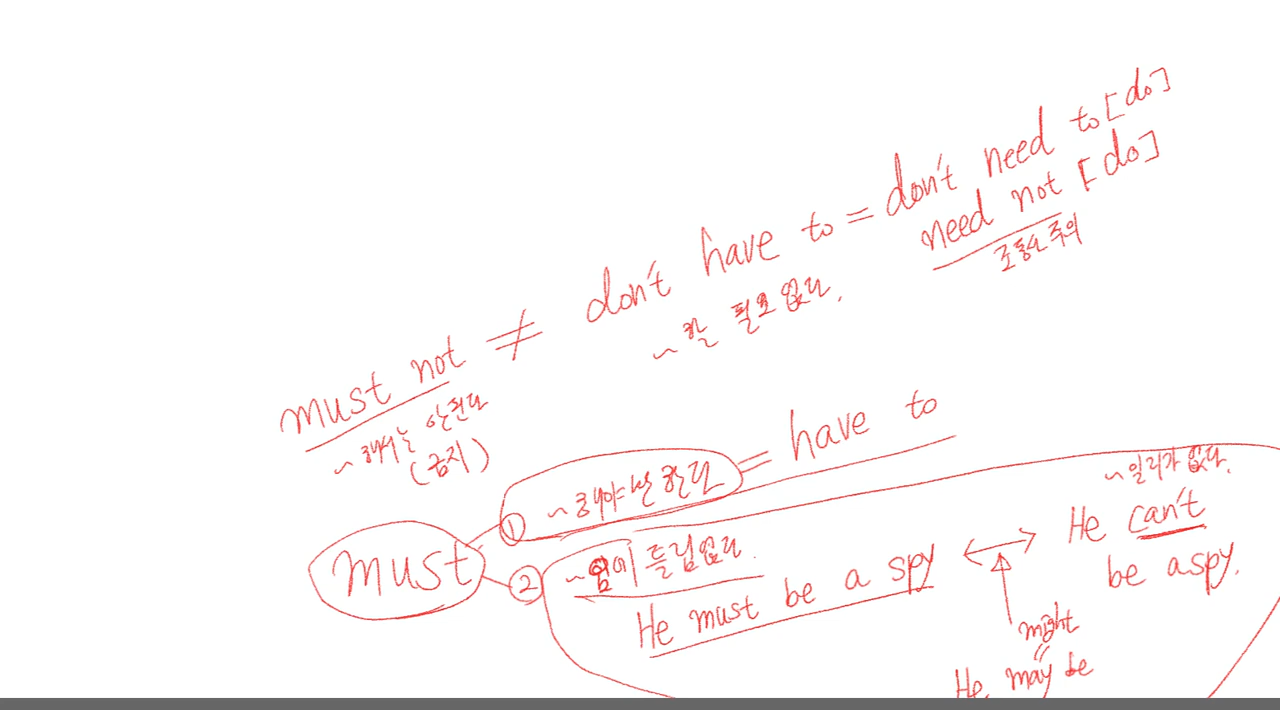 must not ≠ don't have to = don't need to [do]
need not [do]
조동사 주의
~할 필요 없다.
~해서는 안된다
(금지)
must
① ~해야만 한다 = have to
② ~임에 틀림없다.
He must be a spy ↔ He can't be a spy.
~일리가 없다.
might
=
He may be